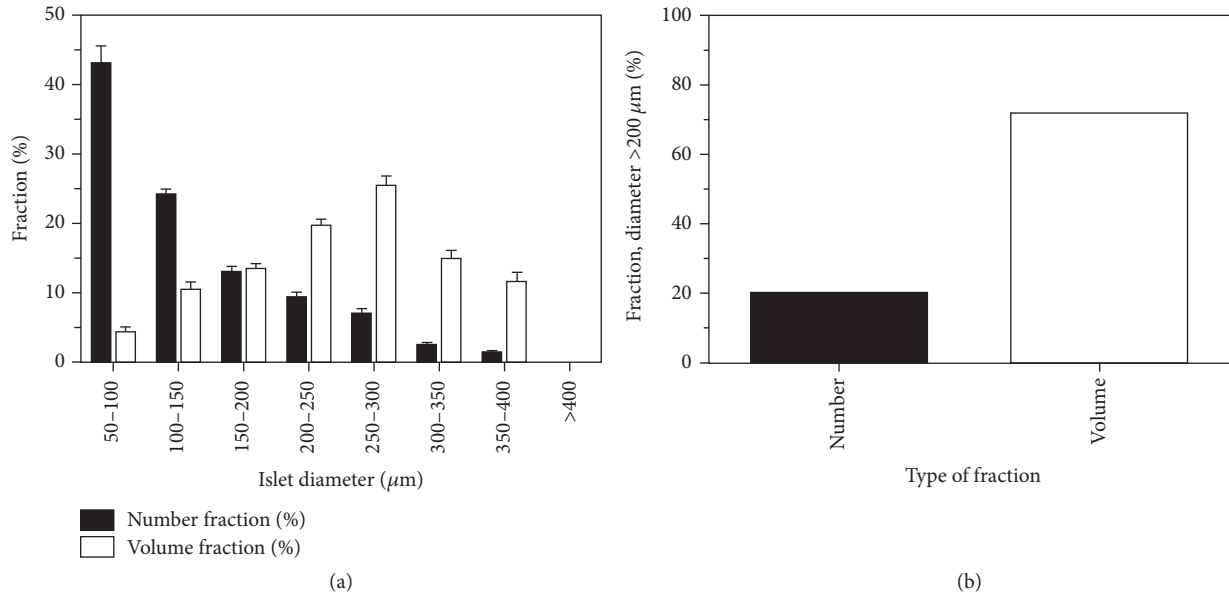 50
40
30
20
10
0
Fraction (%)
50–100
100–150
150–200
200–250
250–300
300–350
350–400
>400
Islet diameter (μm)
Number fraction (%)
Volume fraction (%)
(a)
100
80
60
40
20
0
Fraction, diameter >200 μm (%)
Number
Volume
Type of fraction
(b)